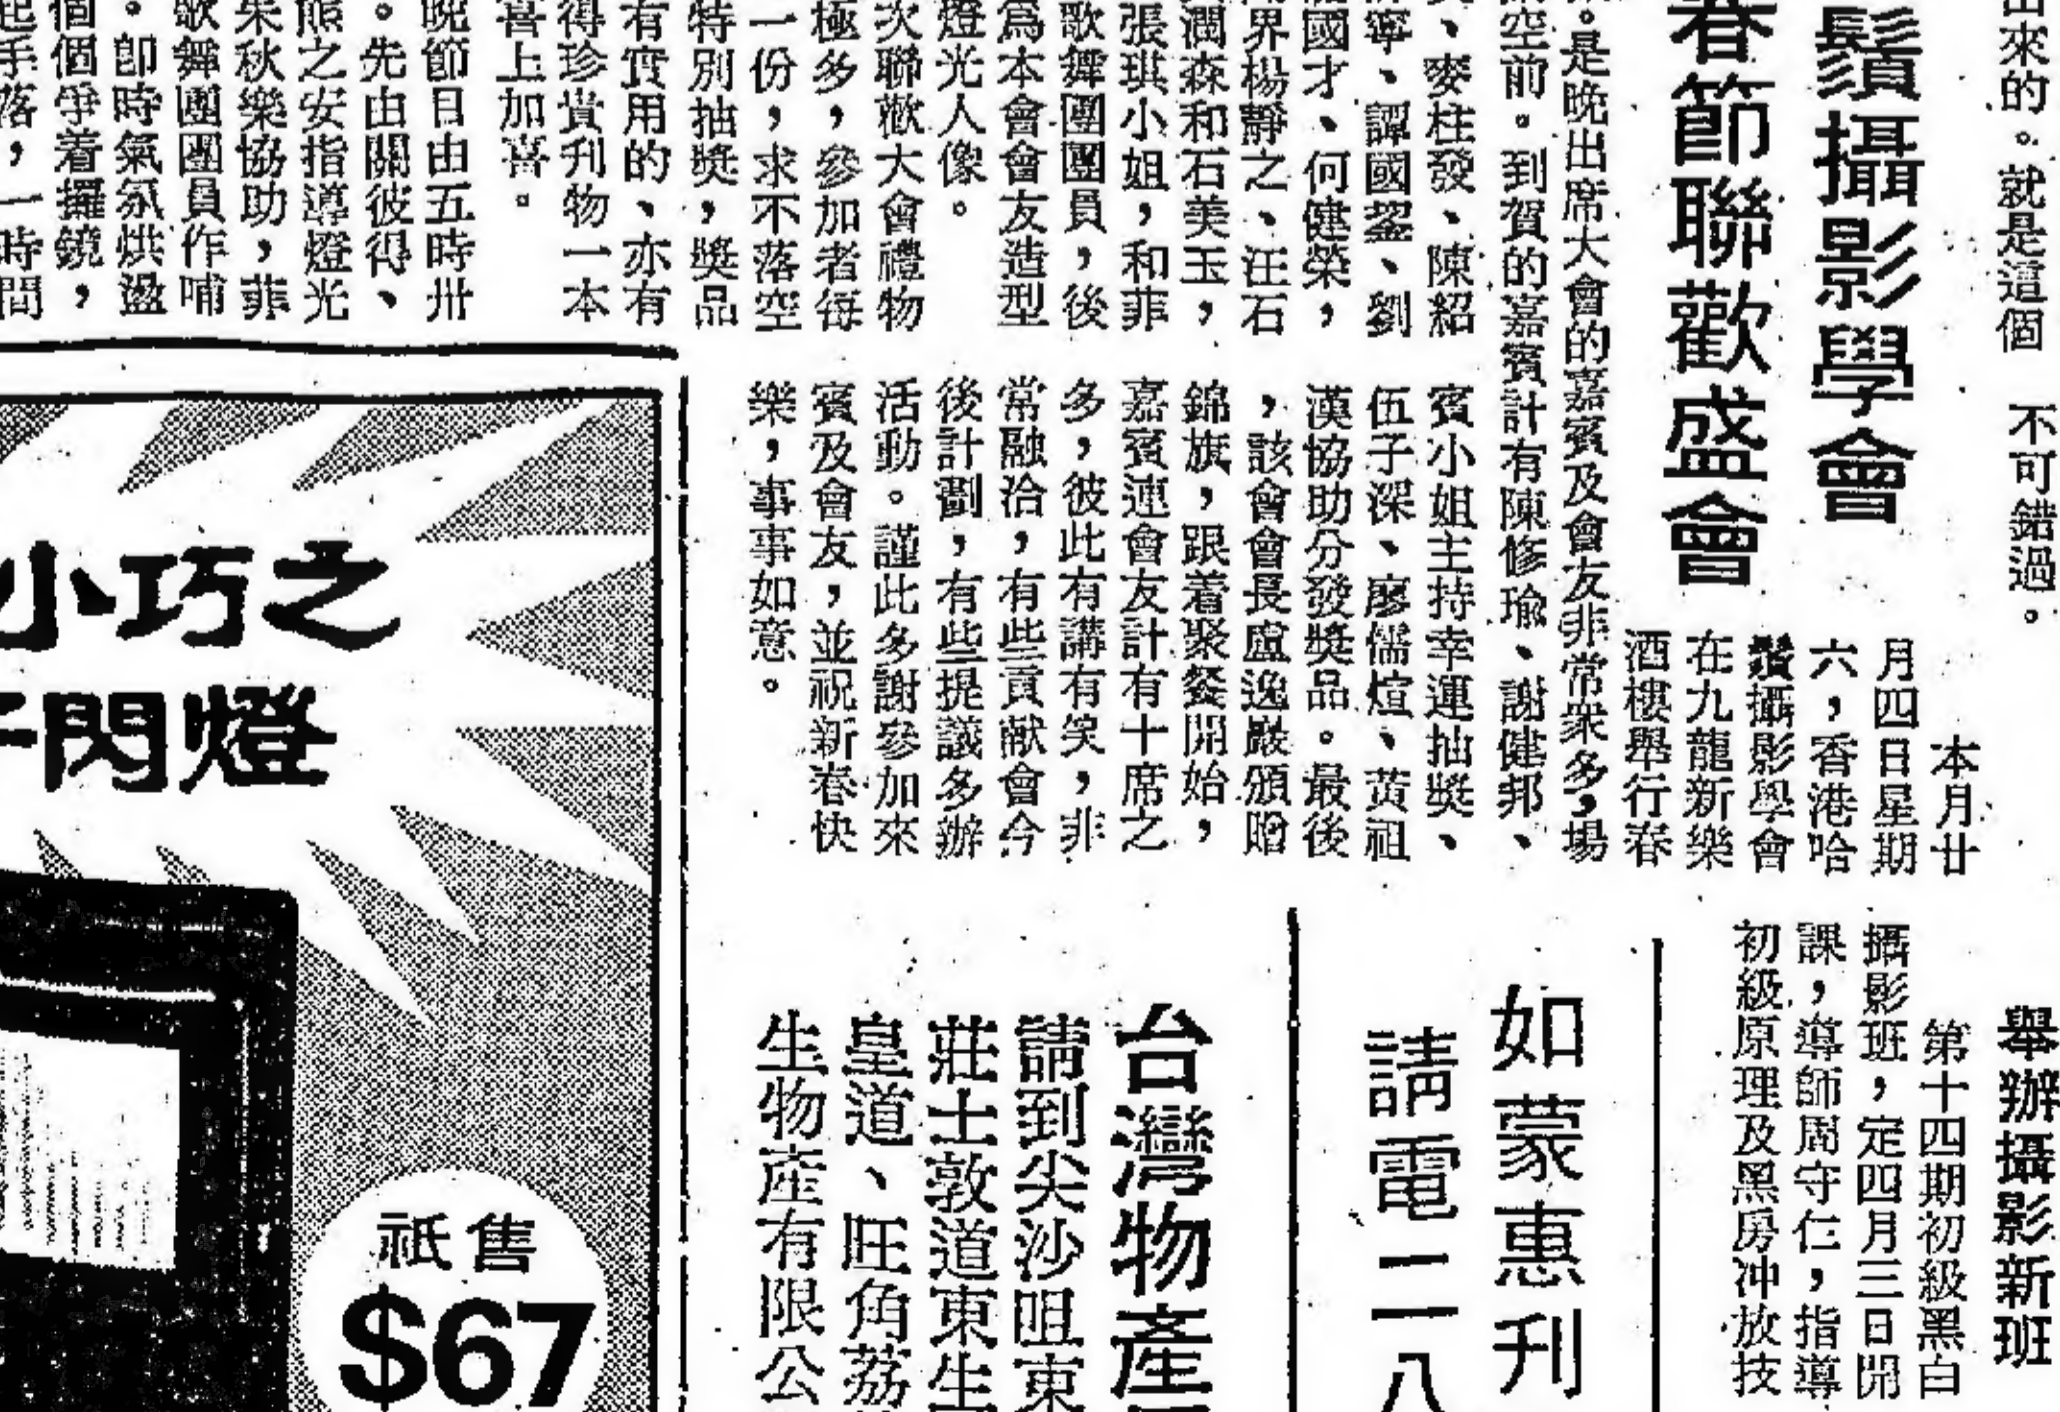 出來的。就是這個
不可錯過。
鬚攝影學會
春節聯歡盛會
本月廿
月四日星期
六，香港哈
鬚攝影學會
在九龍新樂
酒樓舉行春
。是晚出席大會的嘉賓及會友非常衆多，場
空前。到賀的嘉賓計有陳修瑜、謝健邦、
、麥柱發、陳紹
寧、譚國鋆、劉
國才、何健榮，
界楊靜之、汪石
潤森和石美玉，
張琪小姐，和菲
歌舞團團員，後
爲本會會友造型
燈光人像。
次聯歡大會禮物
極多，參加者每
一份，求不落空
特別抽獎，獎品
有實用的、亦有
得珍貴刋物一本
喜上加喜。
晚節目由五時卅
。先由關彼得、
熊之安指導燈光
朱秋樂協助，菲
歌舞團團員作哺
。卽時氣氛烘盪
個個爭着攞鏡，
起手落，一時間
賓小姐主持幸運抽獎、
伍子深、廖儒煊、黃祖
漢協助分發獎品。最後
，該會會長盧逸巖頒贈
錦旗，跟着聚餐開始，
嘉賓連會友計有十席之
多，彼此有講有笑，非
常融洽，有些貢献會今
後計劃，有些提議多辦
活動。謹此多謝參加來
賓及會友，並祝新春快
樂，事事如意。
舉辦攝影新班
第十四期初級黑白
攝影班，定四月三日開
課，導師周守仁，指導
初級原理及黑房冲放技
如蒙惠刋
請電二一八
台灣物產
請到尖沙咀東
莊士敦道東生
皇道、旺角荔
生物產有限公
小巧之
子閃燈
祇售
$67